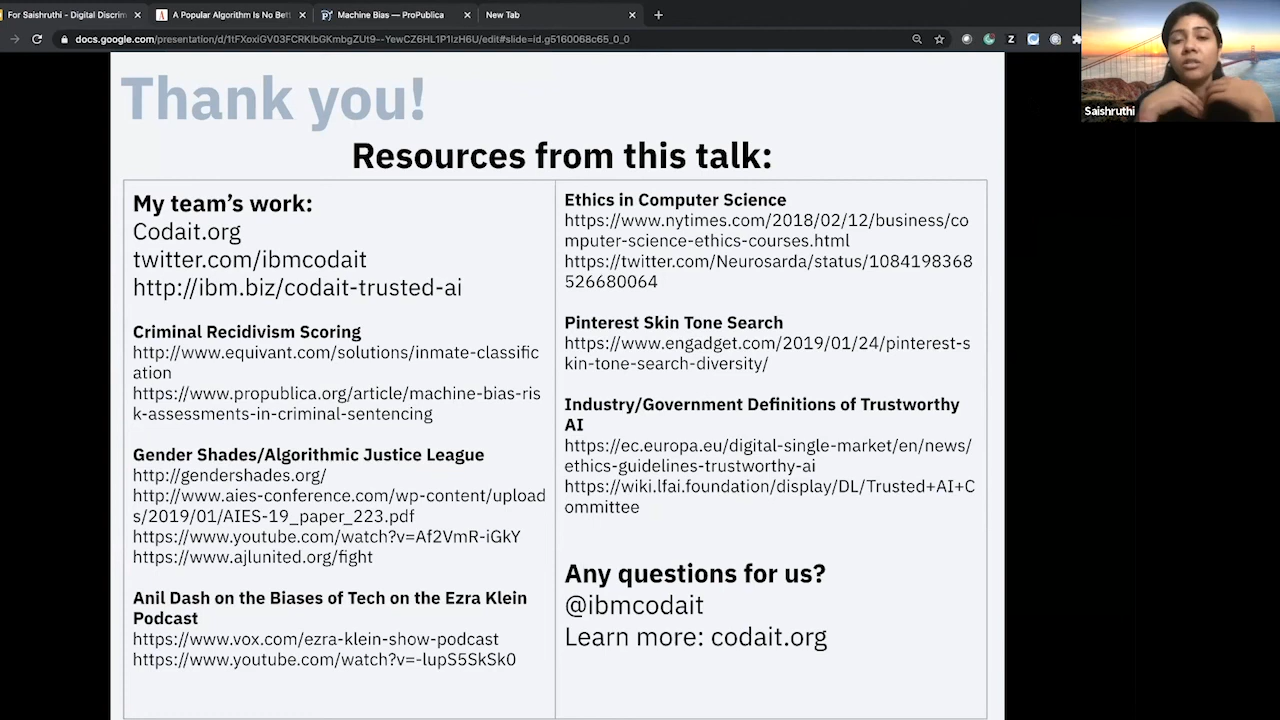 For Saishruthi - Digital Discrim
A Popular Algorithm Is No Bett
Machine Bias — ProPublica
New Tab
docs.google.com/presentation/d/1tFXoxiGV03FCRKlbGKmbgZUt9--YewCZ6HL1P1IzH6U/edit#slide=id.g5160068c65_0_0
Saishruthi
Thank you!
Resources from this talk:
My team's work:
Codait.org
twitter.com/ibmcodait
http://ibm.biz/codait-trusted-ai
Criminal Recidivism Scoring
http://www.equivant.com/solutions/inmate-classific
ation
https://www.propublica.org/article/machine-bias-ris
k-assessments-in-criminal-sentencing
Gender Shades/Algorithmic Justice League
http://gendershades.org/
http://www.aies-conference.com/wp-content/upload
s/2019/01/AIES-19_paper_223.pdf
https://www.youtube.com/watch?v=Af2VmR-iGkY
https://www.ajlunited.org/fight
Anil Dash on the Biases of Tech on the Ezra Klein
Podcast
https://www.vox.com/ezra-klein-show-podcast
https://www.youtube.com/watch?v=-lupS5SkSk0
Ethics in Computer Science
https://www.nytimes.com/2018/02/12/business/co
mputer-science-ethics-courses.html
https://twitter.com/Neurosarda/status/1084198368
526680064
Pinterest Skin Tone Search
https://www.engadget.com/2019/01/24/pinterest-s
kin-tone-search-diversity/
Industry/Government Definitions of Trustworthy
AI
https://ec.europa.eu/digital-single-market/en/news/
ethics-guidelines-trustworthy-ai
https://wiki.lfai.foundation/display/DL/Trusted+AI+C
ommittee
Any questions for us?
@ibmcodait
Learn more: codait.org